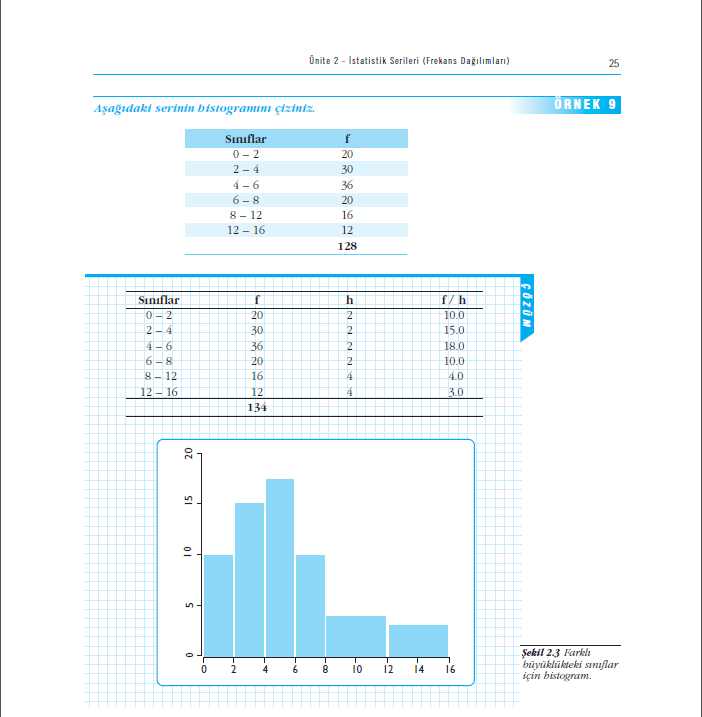 Ünite 2 - İstatistik Serileri (Frekans Dağılımları)
25
Aşağıdaki serinin histogramını çiziniz.
ÖRNEK 9
Sınıflar f
0 – 2 20
2 – 4 30
4 – 6 36
6 – 8 20
8 – 12 16
12 – 16 12
128
ÇÖZÜM
Sınıflar f h f / h
0 – 2 20 2 10.0
2 – 4 30 2 15.0
4 – 6 36 2 18.0
6 – 8 20 2 10.0
8 – 12 16 4 4.0
12 – 16 12 4 3.0
134
20
15
10
5
0
0 2 4 6 8 10 12 14 16
Şekil 2.3 Farklı
büyüklükteki sınıflar
için histogram.